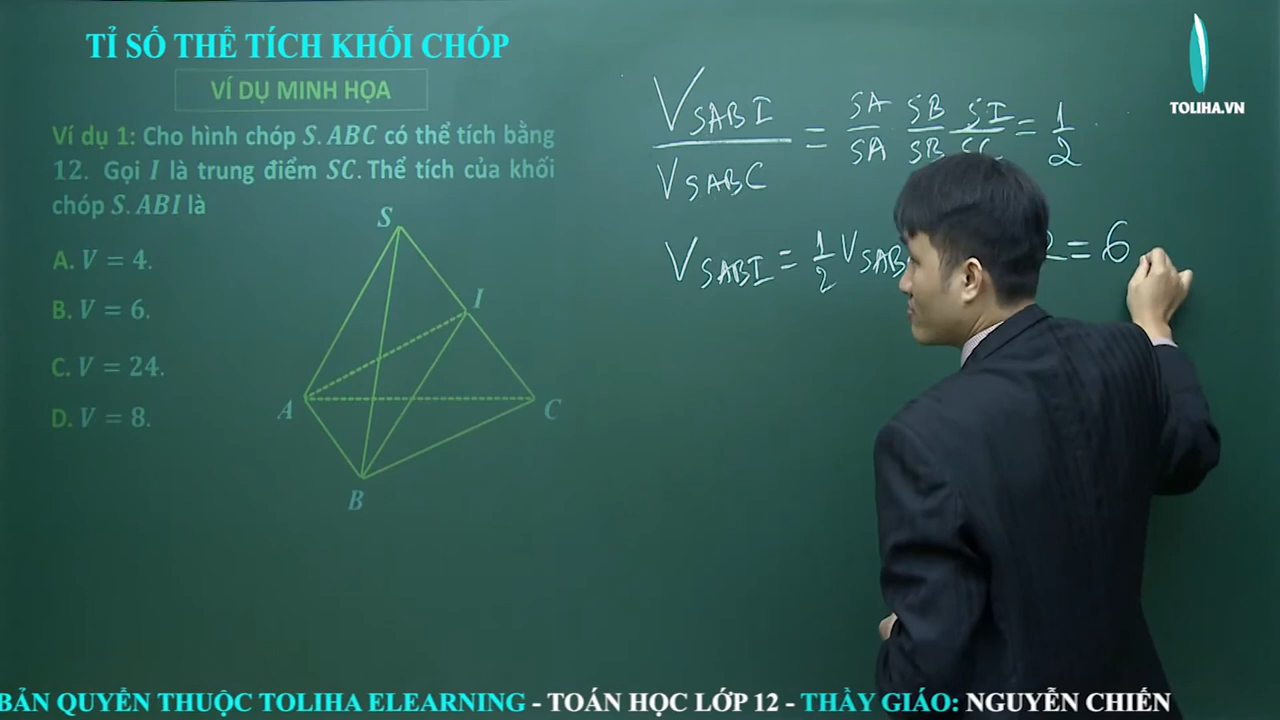 TỈ SỐ THỂ TÍCH KHỐI CHÓP
VÍ DỤ MINH HỌA
Ví dụ 1: Cho hình chóp S.ABC có thể tích bằng
12. Gọi I là trung điểm SC. Thể tích của khối
chóp S.ABI là
A. V = 4.
B. V = 6.
C. V = 24.
D. V = 8.
S
I
A
C
B
V_SABI / V_SABC = SA/SA SB/SB SI/SC = 1/2
V_SABI = 1/2 V_SAB 2 = 6
TOLIHA.VN
BẢN QUYỄN THUỘC TOLIHA ELEARNING - TOÁN HỌC LỚP 12 - THẦY GIÁO: NGUYỄN CHIẾN